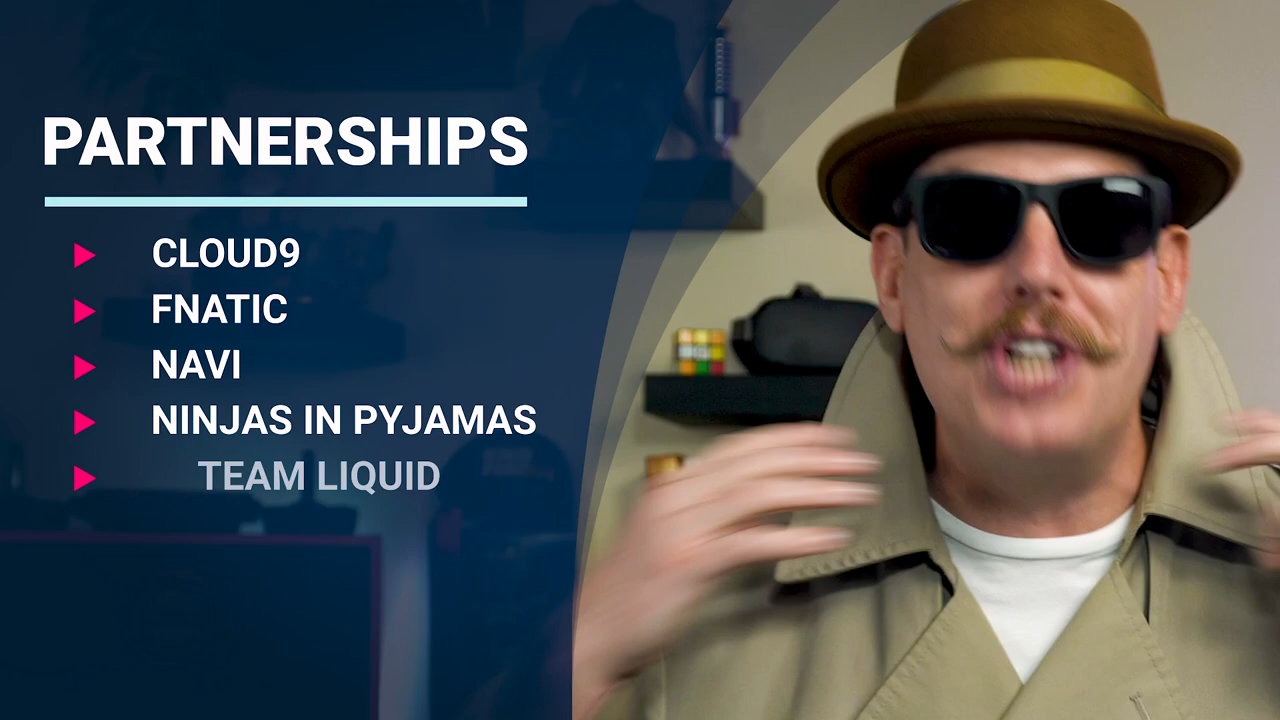 PARTNERSHIPS
CLOUD9
FNATIC
NAVI
NINJAS IN PYJAMAS
TEAM LIQUID